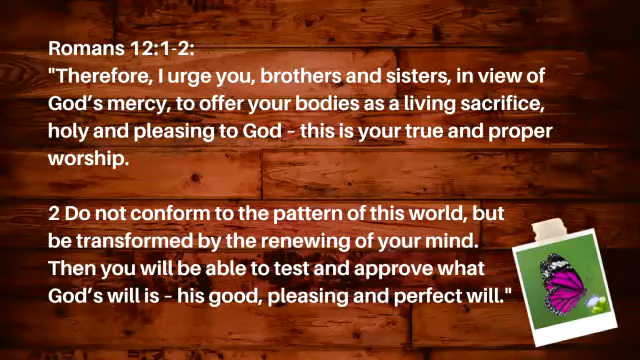 Romans 12:1-2:
"Therefore, I urge you, brothers and sisters, in view of
God’s mercy, to offer your bodies as a living sacrifice,
holy and pleasing to God – this is your true and proper
worship.
2 Do not conform to the pattern of this world, but
be transformed by the renewing of your mind.
Then you will be able to test and approve what
God’s will is – his good, pleasing and perfect will."